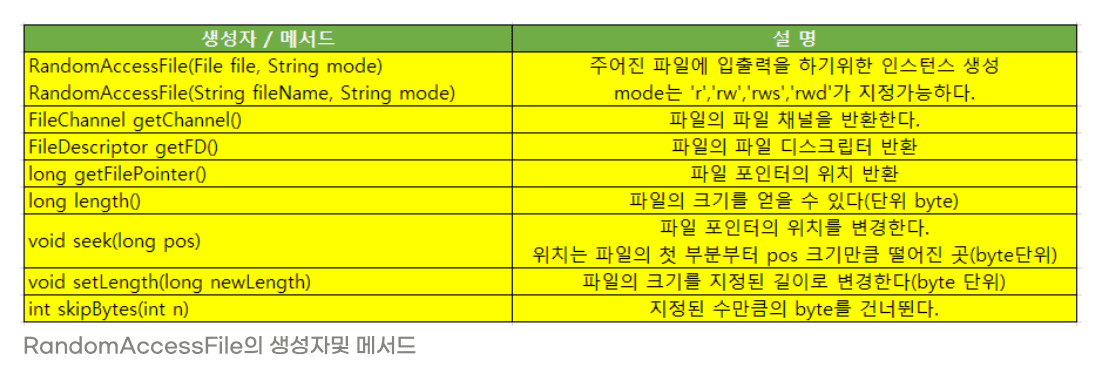 생성자 / 메서드
설 명
RandomAccessFile(File file, String mode)
RandomAccessFile(String fileName, String mode)
주어진 파일에 입출력을 하기위한 인스턴스 생성
mode는 'r','rw','rws','rwd'가 지정가능하다.
FileChannel getChannel()
파일의 파일 채널을 반환한다.
FileDescriptor getFD()
파일의 파일 디스크립터 반환
long getFilePointer()
파일 포인터의 위치 반환
long length()
파일의 크기를 얻을 수 있다(단위 byte)
void seek(long pos)
파일 포인터의 위치를 변경한다.
위치는 파일의 첫 부분부터 pos 크기만큼 떨어진 곳(byte단위)
void setLength(long newLength)
파일의 크기를 지정된 길이로 변경한다(byte 단위)
int skipBytes(int n)
지정된 수만큼의 byte를 건너뛴다.
RandomAccessFile의 생성자및 메서드